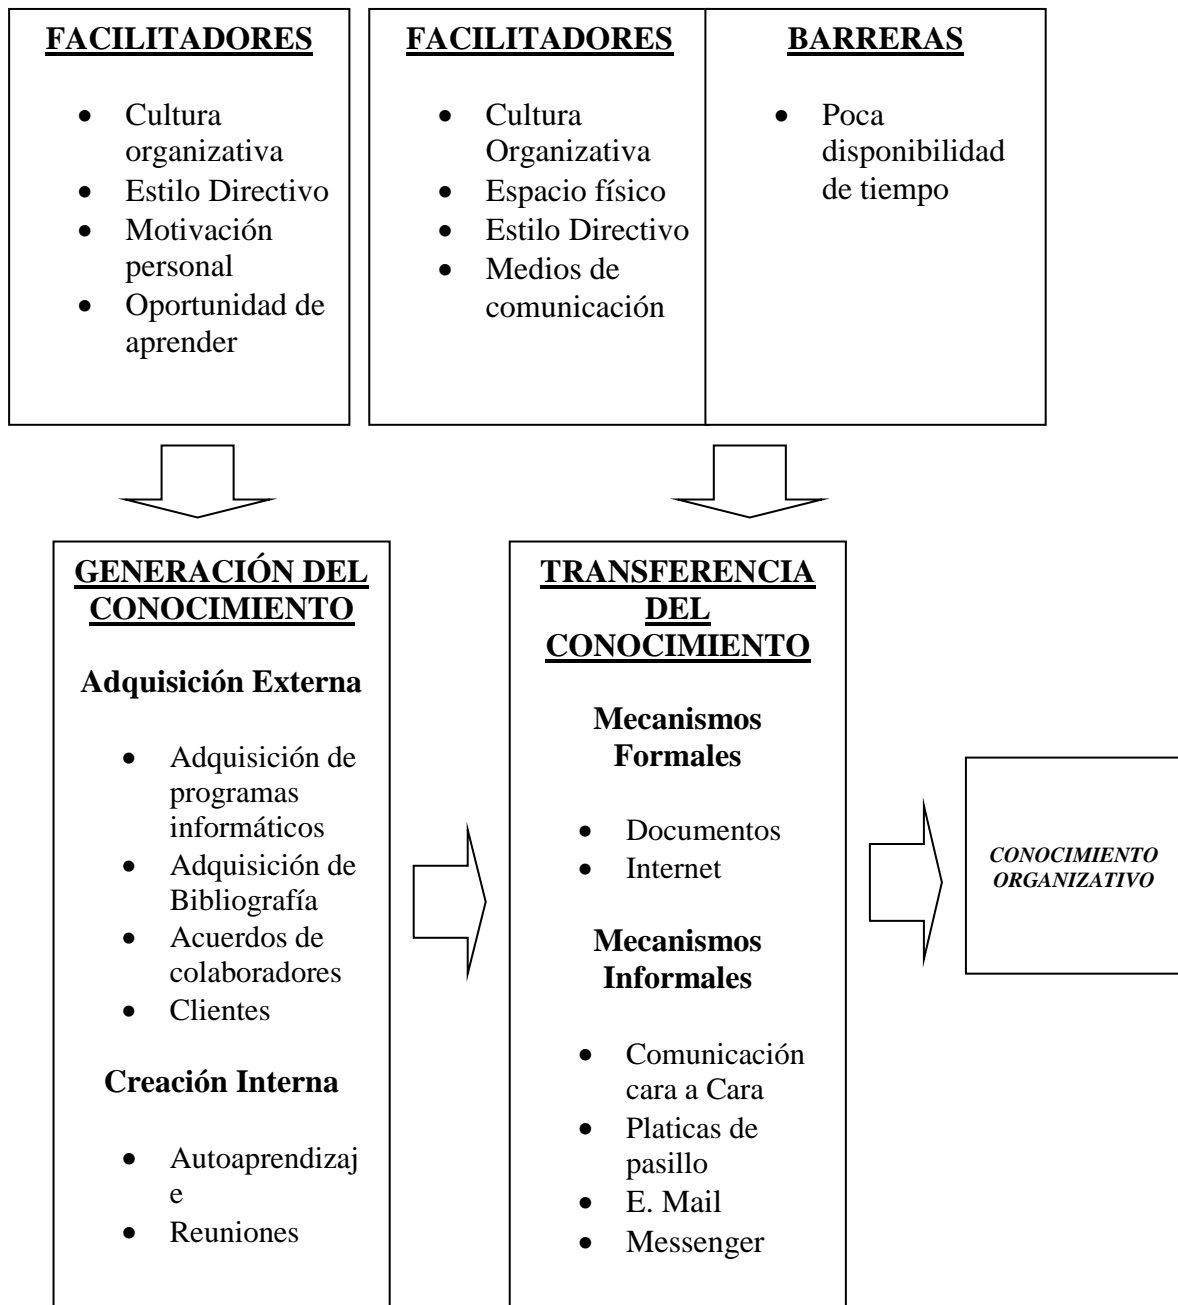 FACILITADORES
• Cultura
organizativa
• Estilo Directivo
• Motivación
personal
• Oportunidad de
aprender
FACILITADORES
• Cultura
Organizativa
• Espacio físico
• Estilo Directivo
• Medios de
comunicación
BARRERAS
• Poca
disponibilidad
de tiempo
GENERACIÓN DEL
CONOCIMIENTO
Adquisición Externa
• Adquisición de
programas
informáticos
• Adquisición de
Bibliografía
• Acuerdos de
colaboradores
• Clientes
Creación Interna
• Autoaprendizaj
e
• Reuniones
TRANSFERENCIA
DEL
CONOCIMIENTO
Mecanismos
Formales
• Documentos
• Internet
Mecanismos
Informales
• Comunicación
cara a Cara
• Platicas de
pasillo
• E. Mail
• Messenger
CONOCIMIENTO
ORGANIZATIVO